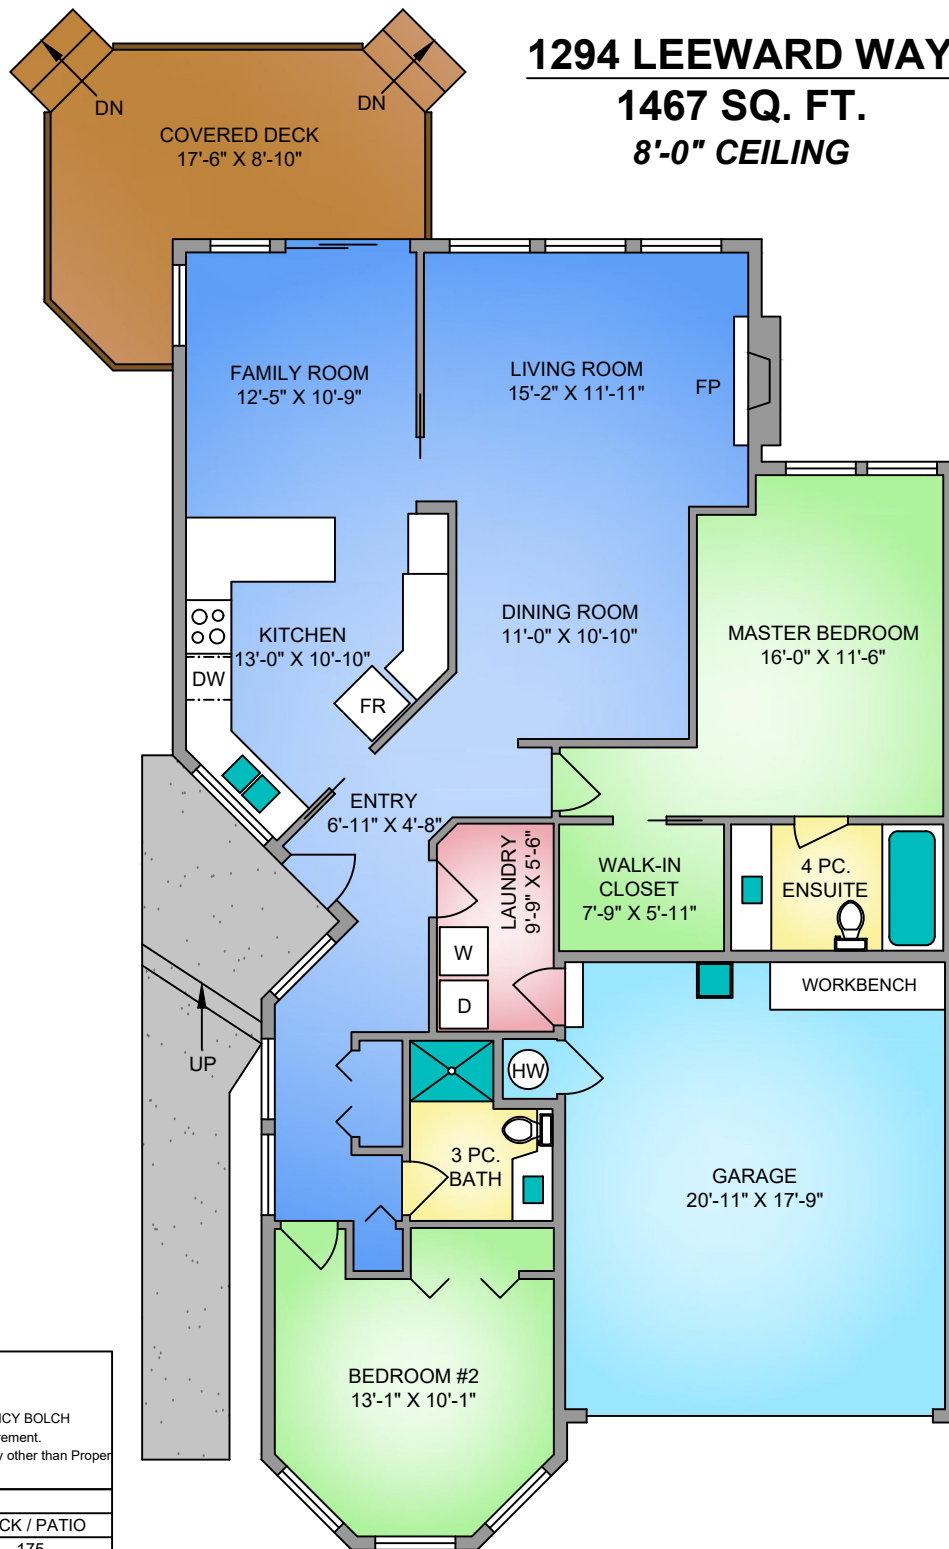 1294 LEEWARD WAY
1467 SQ. FT.
8'-0" CEILING
DN
DN
COVERED DECK
17'-6" X 8'-10"
FAMILY ROOM
12'-5" X 10'-9"
LIVING ROOM
15'-2" X 11'-11"
FP
KITCHEN
13'-0" X 10'-10"
DINING ROOM
11'-0" X 10'-10"
MASTER BEDROOM
16'-0" X 11'-6"
DW
FR
ENTRY
6'-11" X 4'-8"
LAUNDRY
9'-9" X 5'-6"
WALK-IN
CLOSET
7'-9" X 5'-11"
4 PC.
ENSUITE
W
D
WORKBENCH
UP
HW
3 PC.
BATH
GARAGE
20'-11" X 17'-9"
BEDROOM #2
13'-1" X 10'-1"
BOLCH
other than
/ PATIO
175